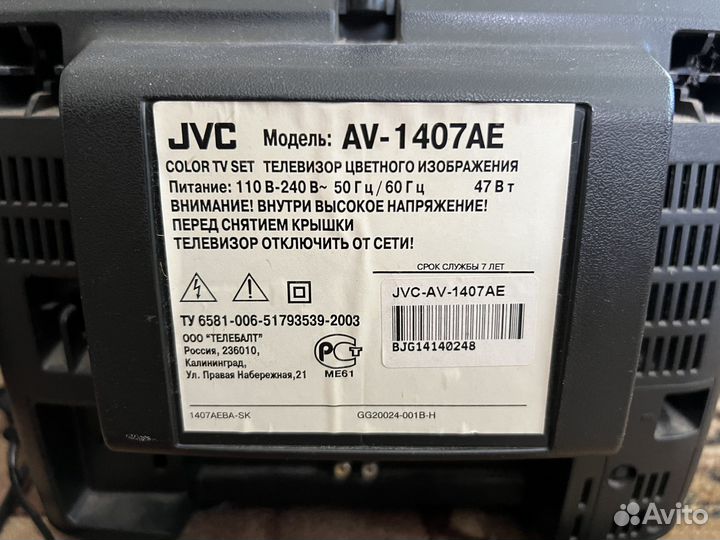 JVC Модель: AV-1407AE
COLOR TV SET ТЕЛЕВИЗОР ЦВЕТНОГО ИЗОБРАЖЕНИЯ
Питание: 110 В-240 В~ 50 Гц/60 Гц 47 Вт
ВНИМАНИЕ! ВНУТРИ ВЫСОКОЕ НАПРЯЖЕНИЕ!
ПЕРЕД СНЯТИЕМ КРЫШКИ
ТЕЛЕВИЗОР ОТКЛЮЧИТЬ ОТ СЕТИ!
СРОК СЛУЖБЫ 7 ЛЕТ
JVC-AV-1407AE
BJG14140248
ТУ 6581-006-51793539-2003
ООО "ТЕЛЕБАЛТ"
Россия, 236010,
Калининград,
Ул. Правая Набережная,21
РСТ
МЕ61
1407AEBA-SK GG20024-001B-H
Avito